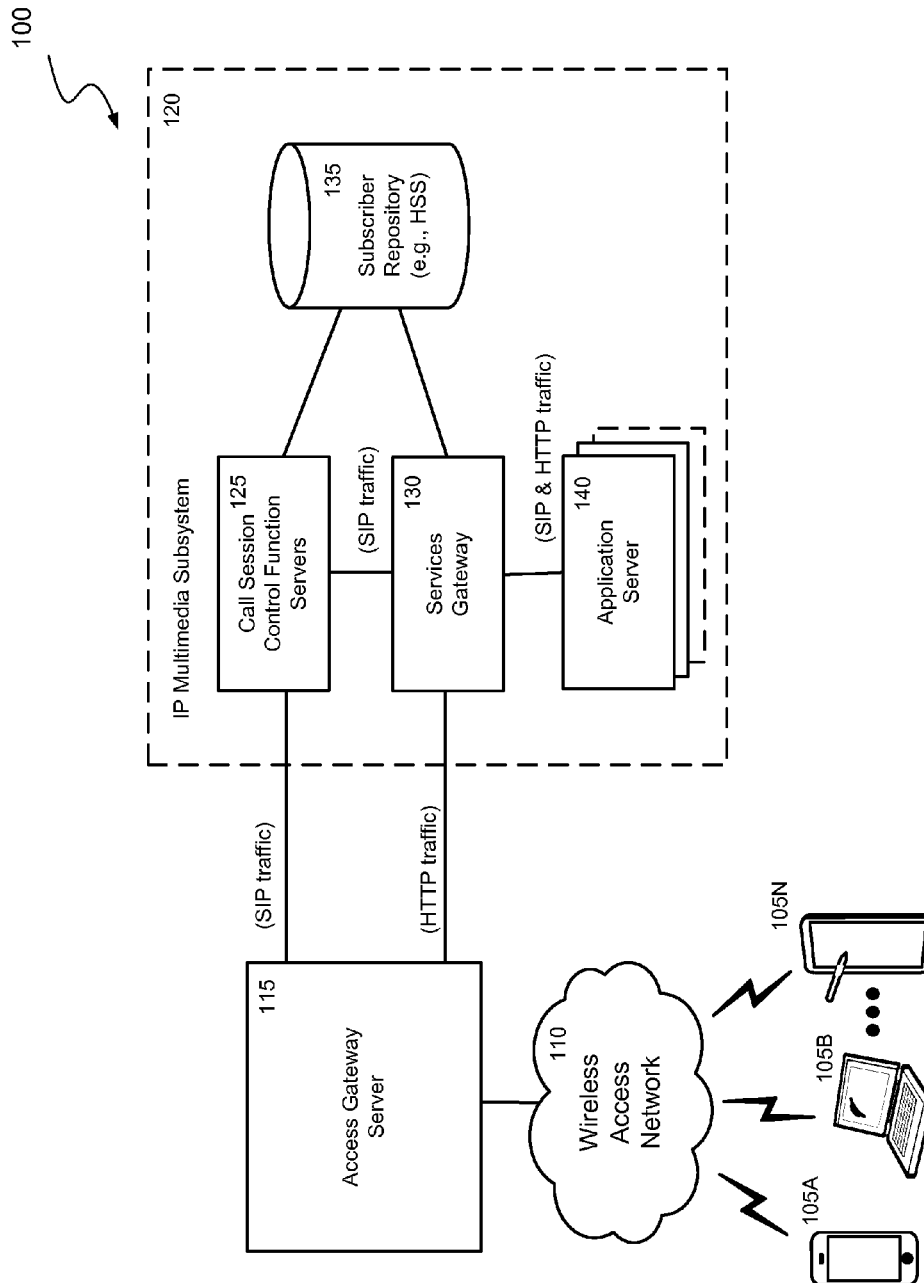 100
120
IP Multimedia Subsystem
125
Call Session
Control Function
Servers
135
Subscriber
Repository
(e.g., HSS)
(SIP traffic)
(SIP traffic)
115
Access Gateway
Server
130
Services
Gateway
(HTTP traffic)
(SIP & HTTP traffic)
110
Wireless
Access
Network
140
Application
Server
105A
105B
105N